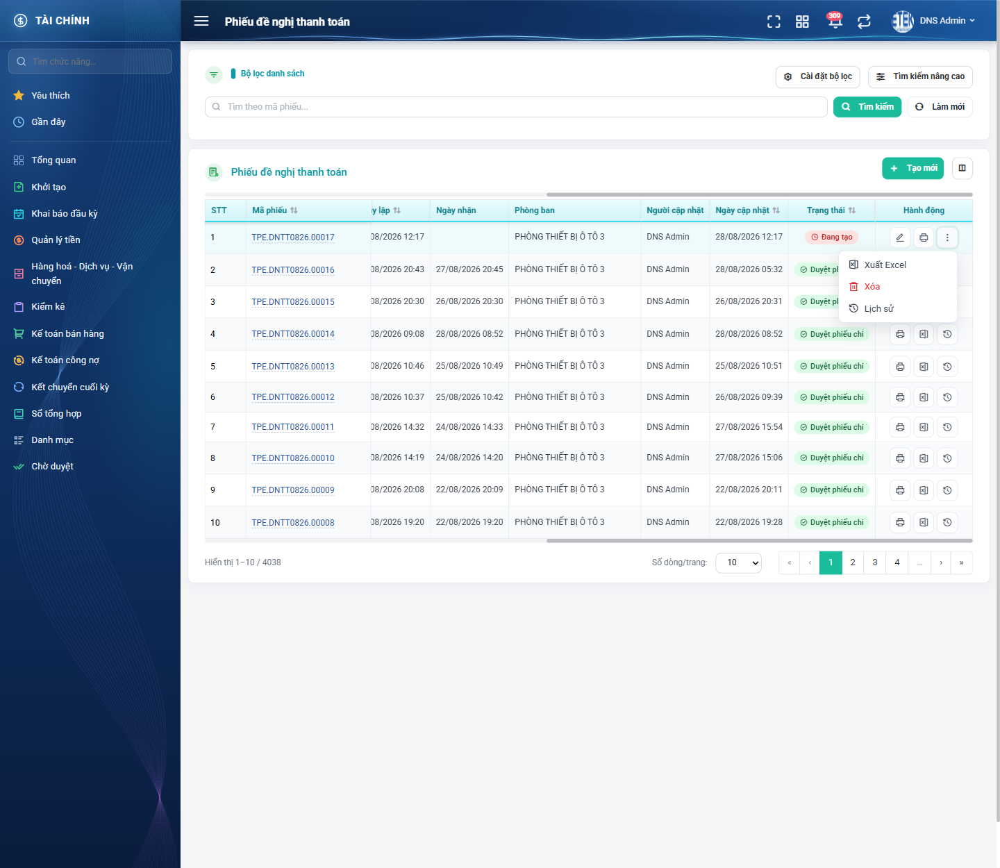 TÀI CHÍNH
Phiếu đề nghị thanh toán
309
DNS Admin
Tìm chức năng...
Yêu thích
Gần đây
Tổng quan
Khởi tạo
Khai báo đầu kỳ
Quản lý tiền
Hàng hoá - Dịch vụ - Vận
chuyển
Kiểm kê
Kế toán bán hàng
Kế toán công nợ
Kết chuyển cuối kỳ
Sổ tổng hợp
Danh mục
Chờ duyệt
Bộ lọc danh sách
Cài đặt bộ lọc
Tìm kiếm nâng cao
Tìm theo mã phiếu...
Tìm kiếm
Làm mới
Phiếu đề nghị thanh toán
Tạo mới
STT Mã phiếu y lập Ngày nhận Phòng ban Người cập nhật Ngày cập nhật Trạng thái Hành động
1 TPE.DNTT0826.00017 08/2026 12:17 PHÒNG THIẾT BỊ Ô TÔ 3 DNS Admin 28/08/2026 12:17 Đang tạo
2 TPE.DNTT0826.00016 08/2026 20:43 27/08/2026 20:45 PHÒNG THIẾT BỊ Ô TÔ 3 DNS Admin 28/08/2026 05:32 Duyệt ph
3 TPE.DNTT0826.00015 08/2026 20:30 26/08/2026 20:30 PHÒNG THIẾT BỊ Ô TÔ 3 DNS Admin 26/08/2026 20:31 Duyệt ph
Xuất Excel
Xóa
Lịch sử
4 TPE.DNTT0826.00014 08/2026 09:08 28/08/2026 08:52 PHÒNG THIẾT BỊ Ô TÔ 3 DNS Admin 28/08/2026 08:52 Duyệt phiếu chi
5 TPE.DNTT0826.00013 08/2026 10:46 25/08/2026 10:49 PHÒNG THIẾT BỊ Ô TÔ 3 DNS Admin 25/08/2026 10:51 Duyệt phiếu chi
6 TPE.DNTT0826.00012 08/2026 10:37 25/08/2026 10:42 PHÒNG THIẾT BỊ Ô TÔ 3 DNS Admin 26/08/2026 09:39 Duyệt phiếu chi
7 TPE.DNTT0826.00011 08/2026 14:32 24/08/2026 14:33 PHÒNG THIẾT BỊ Ô TÔ 3 DNS Admin 27/08/2026 15:54 Duyệt phiếu chi
8 TPE.DNTT0826.00010 08/2026 14:19 24/08/2026 14:20 PHÒNG THIẾT BỊ Ô TÔ 3 DNS Admin 27/08/2026 15:06 Duyệt phiếu chi
9 TPE.DNTT0826.00009 08/2026 20:08 22/08/2026 20:09 PHÒNG THIẾT BỊ Ô TÔ 3 DNS Admin 22/08/2026 20:11 Duyệt phiếu chi
10 TPE.DNTT0826.00008 08/2026 19:20 22/08/2026 19:20 PHÒNG THIẾT BỊ Ô TÔ 3 DNS Admin 22/08/2026 19:28 Duyệt phiếu chi
Hiển thị 1–10 / 4038
Số dòng/trang: 10
« ‹ 1 2 3 4 ... › »